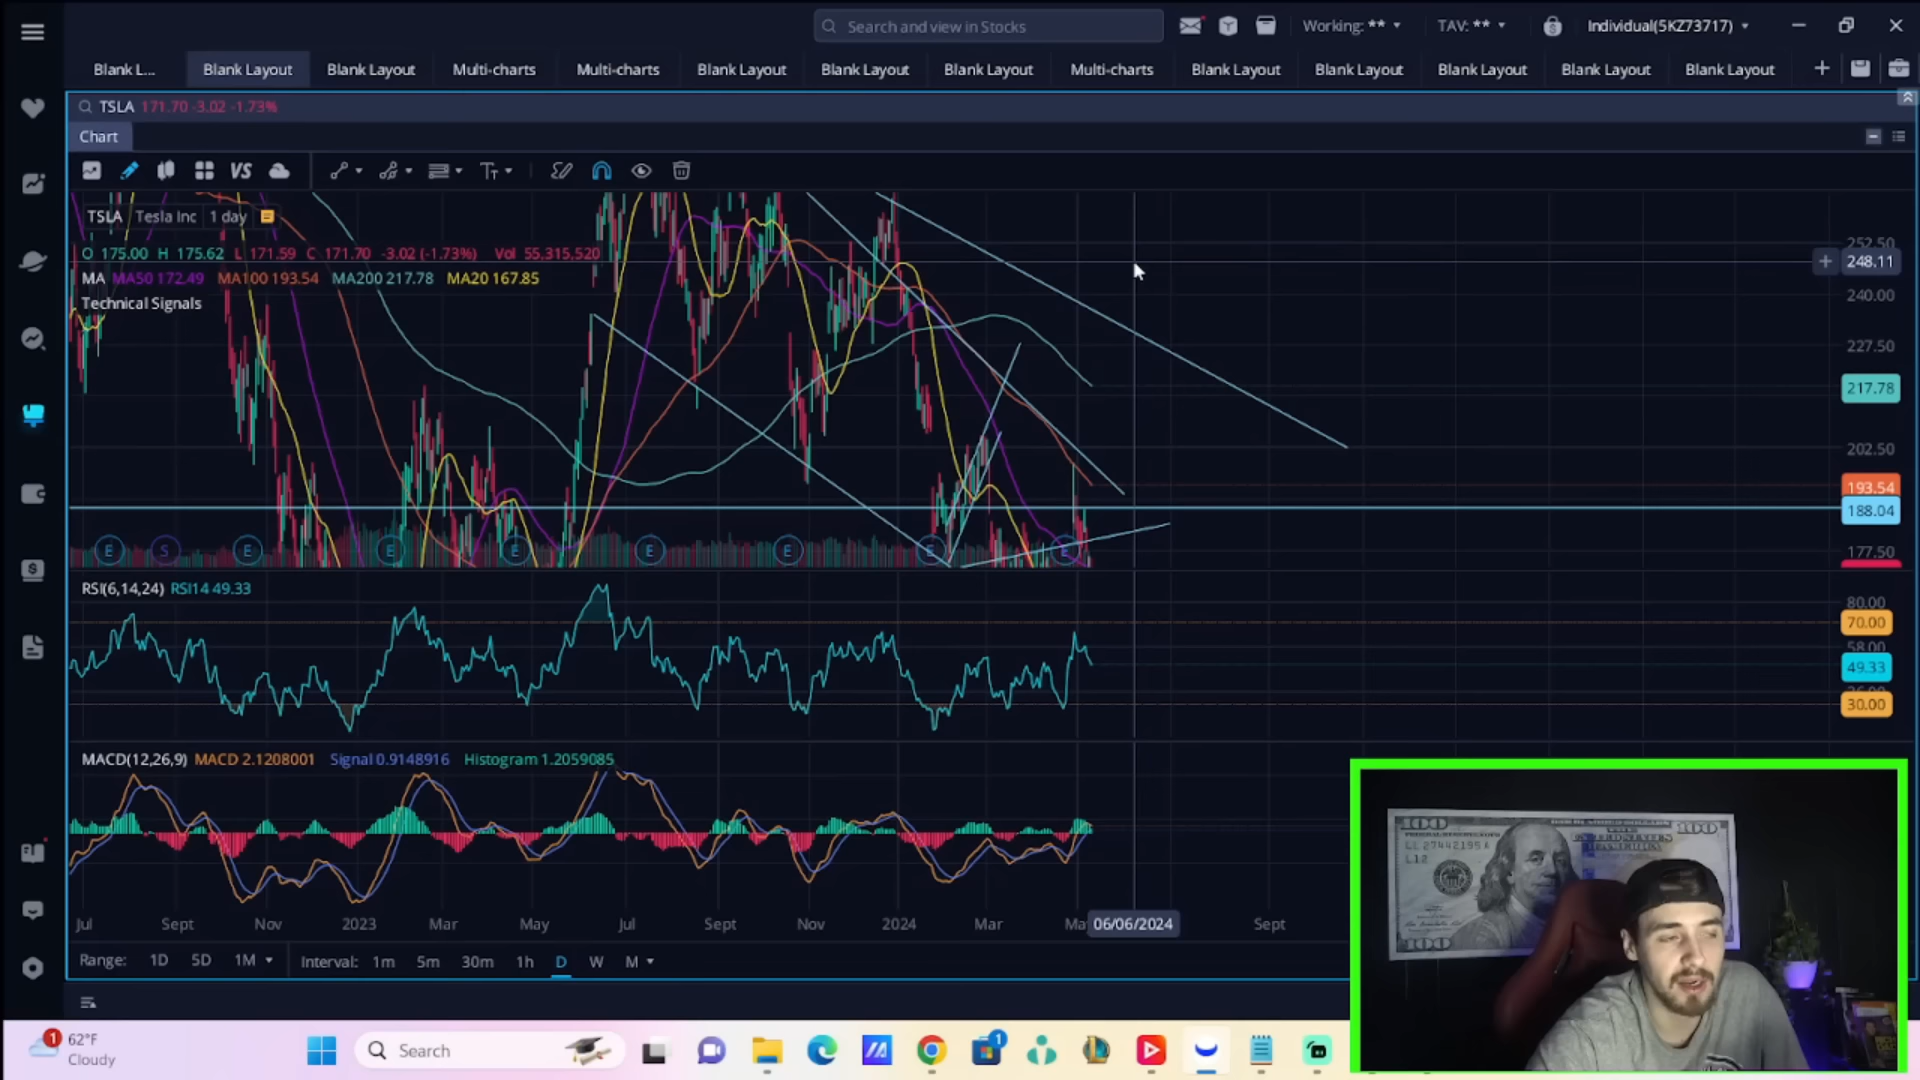 Search and view in Stocks
Working: **
TAV: **
Individual(5KZ73717)
Blank L...
Blank Layout
Blank Layout
Multi-charts
Multi-charts
Blank Layout
Blank Layout
Blank Layout
Multi-charts
Blank Layout
Blank Layout
Blank Layout
Blank Layout
Blank Layout
TSLA 171.70 -3.02 -1.73%
Chart
VS
TSLA Tesla Inc 1 day
O 175.00 H 175.62 L 171.59 C 171.70 -3.02 (-1.73%) Vol 55,315,520
MA MA50 172.49 MA100 193.54 MA200 217.78 MA20 167.85
Technical Signals
252.50
248.11
240.00
227.50
217.78
202.50
193.54
188.04
177.50
E S E E E E E E E
RSI(6,14,24) RSI14 49.33
80.00
70.00
58.00
49.33
30.00
MACD(12,26,9) MACD 2.1208001 Signal 0.9148916 Histogram 1.2059085
Jul Sept Nov 2023 Mar May Jul Sept Nov 2024 Mar Ma 06/06/2024 Sept
Range: 1D 5D 1M Interval: 1m 5m 30m 1h D W M
1
62°F
Cloudy
Search
1
100
100
100